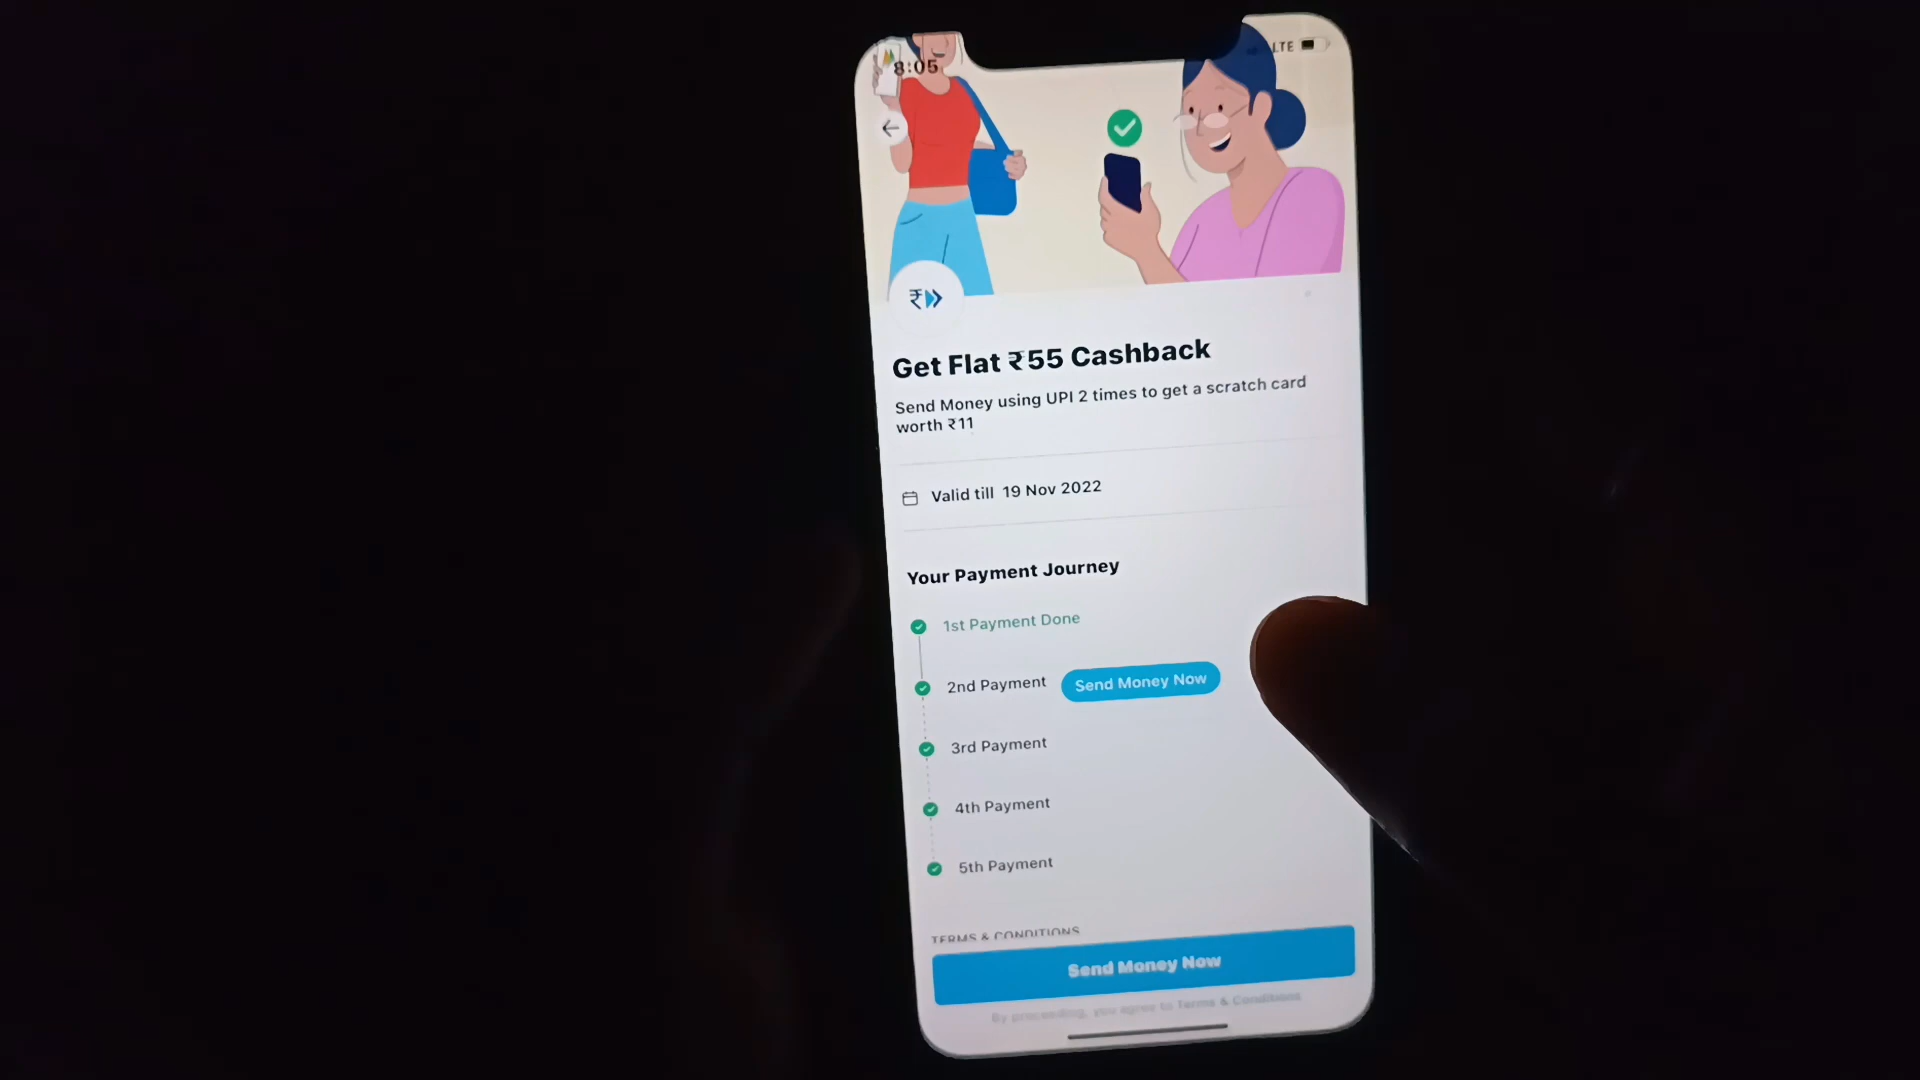 8:05
LTE
Get Flat ₹55 Cashback
Send Money using UPI 2 times to get a scratch card
worth ₹11
Valid till 19 Nov 2022
Your Payment Journey
1st Payment Done
2nd Payment Send Money Now
3rd Payment
4th Payment
5th Payment
TERMS & CONDITIONS
Send Money Now
By proceeding, you agree to Terms & Conditions